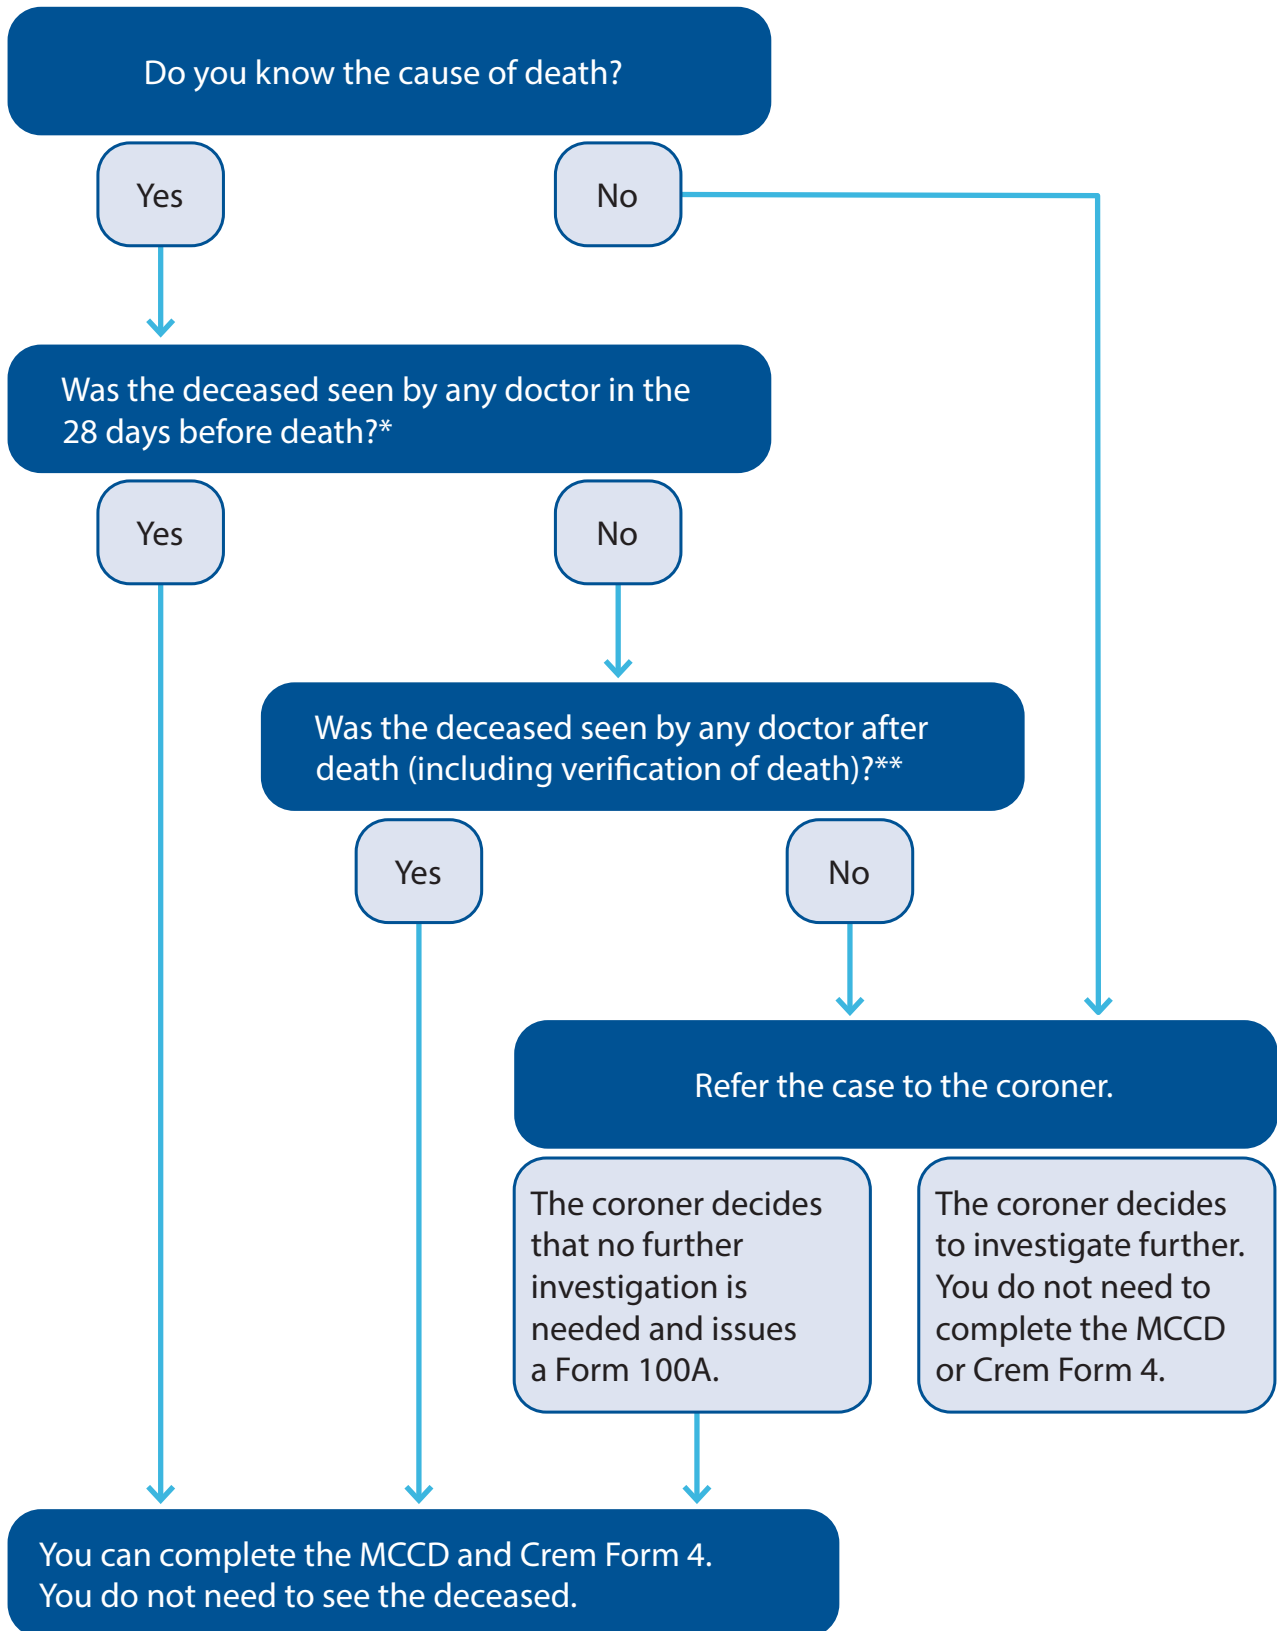 Do you know the cause of death?
Yes
No
Was the deceased seen by any doctor in the
28 days before death?*
Yes
No
Was the deceased seen by any doctor after
death (including verification of death)?**
Yes
No
Refer the case to the coroner.
The coroner decides
that no further
investigation is
needed and issues
a Form 100A.
The coroner decides
to investigate further.
You do not need to
complete the MCCD
or Crem Form 4.
You can complete the MCCD and Crem Form 4.
You do not need to see the deceased.